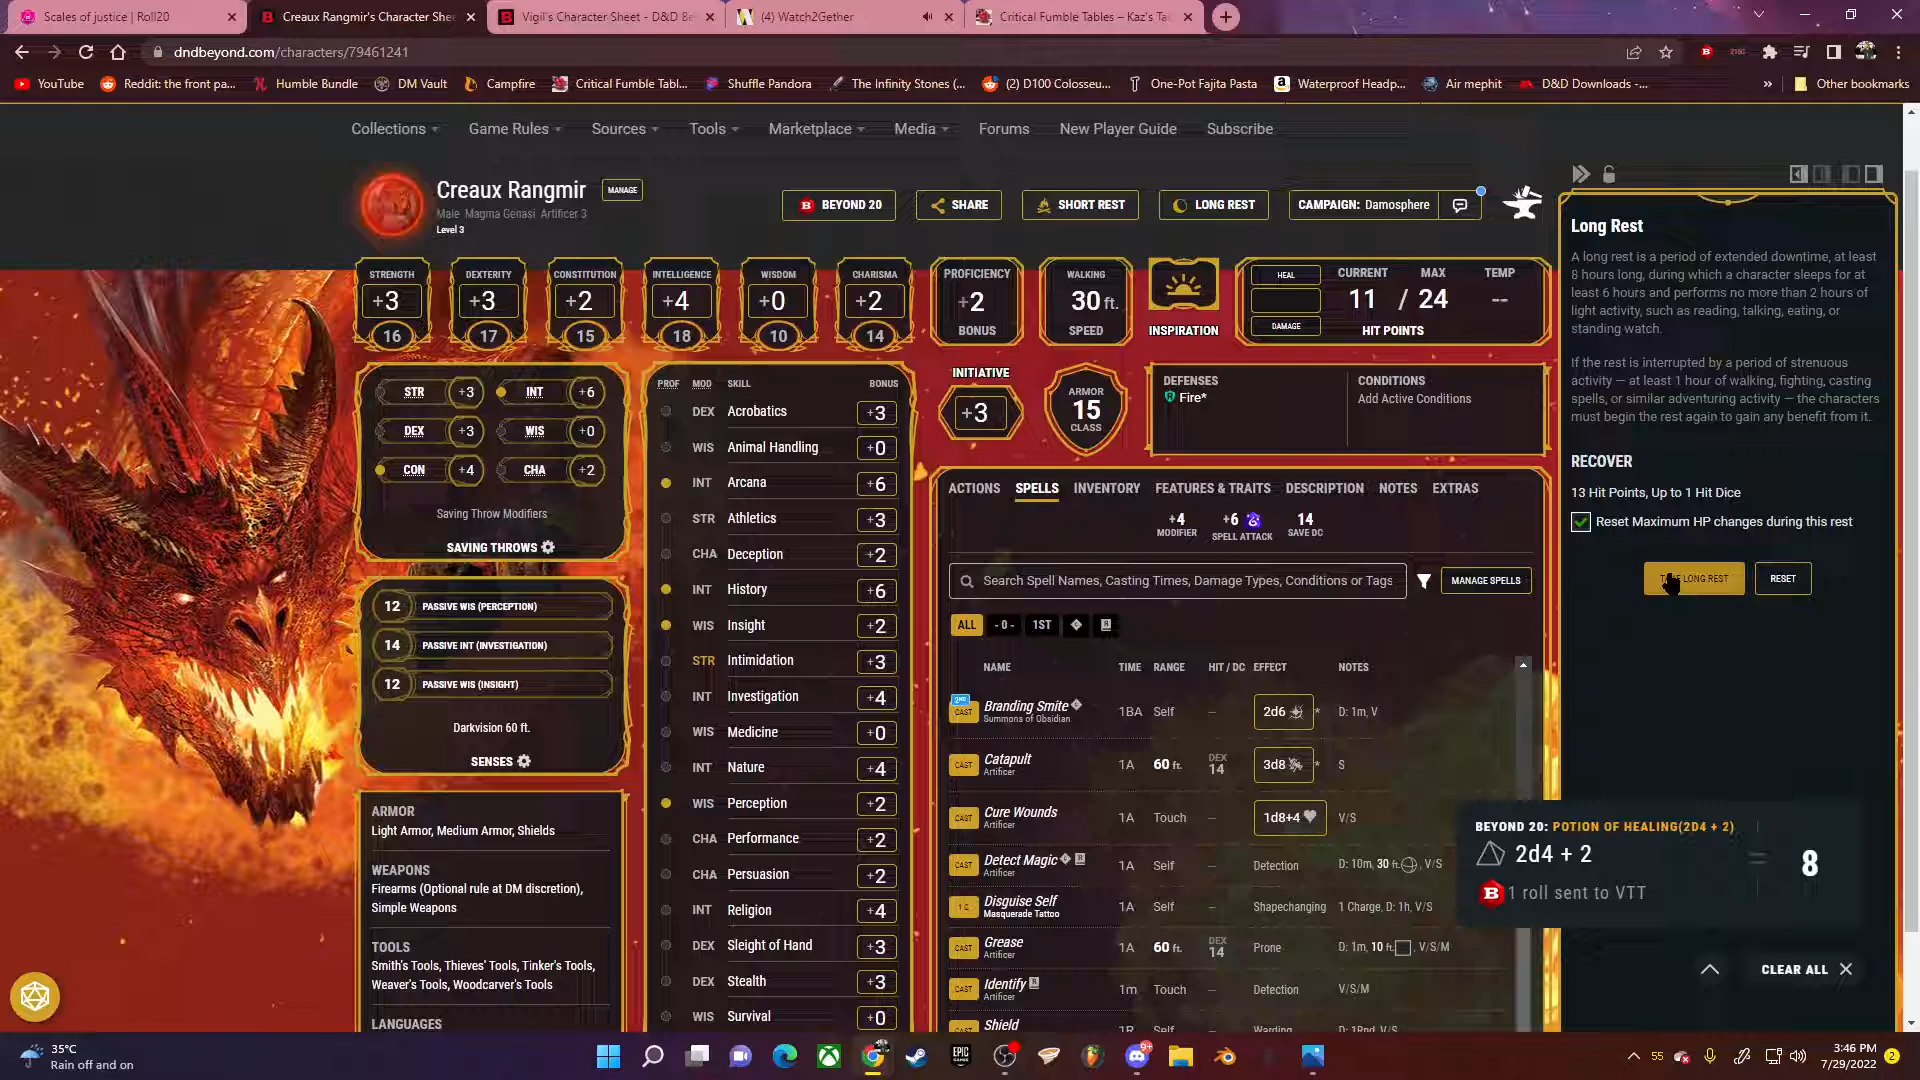 Scales of justice | Roll20
Creaux Rangmir's Character She
Vigil's Character Sheet - D&D Be
(4) Watch2Gether
Critical Fumble Tables – Kaz's Ta
dndbeyond.com/characters/79461241
YouTube
Reddit: the front pa...
Humble Bundle
DM Vault
Campfire
Critical Fumble Tabl...
Shuffle Pandora
The Infinity Stones (...
(2) D100 Colosseu...
One-Pot Fajita Pasta
Waterproof Headp...
Air mephit
D&D Downloads -...
»
Other bookmarks
Collections
Game Rules
Sources
Tools
Marketplace
Media
Forums
New Player Guide
Subscribe
Creaux Rangmir
MANAGE
Male Magma Genasi Artificer 3
Level 3
BEYOND 20
SHARE
SHORT REST
LONG REST
CAMPAIGN: Damosphere
STRENGTH
+3
16
DEXTERITY
+3
17
CONSTITUTION
+2
15
INTELLIGENCE
+4
18
WISDOM
+0
10
CHARISMA
+2
14
PROFICIENCY
+2
BONUS
WALKING
30 ft.
SPEED
INSPIRATION
HEAL
DAMAGE
CURRENT MAX TEMP
11 / 24 --
HIT POINTS
STR +3
INT +6
DEX +3
WIS +0
CON +4
CHA +2
Saving Throw Modifiers
SAVING THROWS
12 PASSIVE WIS (PERCEPTION)
14 PASSIVE INT (INVESTIGATION)
12 PASSIVE WIS (INSIGHT)
Darkvision 60 ft.
SENSES
ARMOR
Light Armor, Medium Armor, Shields
WEAPONS
Firearms (Optional rule at DM discretion),
Simple Weapons
TOOLS
Smith's Tools, Thieves' Tools, Tinker's Tools,
Weaver's Tools, Woodcarver's Tools
LANGUAGES
PROF MOD SKILL BONUS
DEX Acrobatics +3
WIS Animal Handling +0
INT Arcana +6
STR Athletics +3
CHA Deception +2
INT History +6
WIS Insight +2
STR Intimidation +3
INT Investigation +4
WIS Medicine +0
INT Nature +4
WIS Perception +2
CHA Performance +2
CHA Persuasion +2
INT Religion +4
DEX Sleight of Hand +3
DEX Stealth +3
WIS Survival +0
INITIATIVE
+3
ARMOR
15
CLASS
DEFENSES
Fire*
CONDITIONS
Add Active Conditions
ACTIONS SPELLS INVENTORY FEATURES & TRAITS DESCRIPTION NOTES EXTRAS
+4 +6 14
MODIFIER SPELL ATTACK SAVE DC
Search Spell Names, Casting Times, Damage Types, Conditions or Tags
MANAGE SPELLS
ALL - 0 - 1ST
NAME TIME RANGE HIT / DC EFFECT NOTES
2ND
CAST Branding Smite 1BA Self -- 2d6 * D: 1m, V
Summons of Obsidian
CAST Catapult 1A 60 ft. DEX 14 3d8 * S
Artificer
CAST Cure Wounds 1A Touch -- 1d8+4 V/S
Artificer
CAST Detect Magic 1A Self -- Detection D: 10m, 30 ft. , V/S
Artificer
Disguise Self 1A Self -- Shapechanging 1 Charge, D: 1h, V/S
Masquerade Tattoo
CAST Grease 1A 60 ft. DEX 14 Prone D: 1m, 10 ft. , V/S/M
Artificer
CAST Identify 1m Touch -- Detection V/S/M
Artificer
Shield 1R Self -- Warding D: 1Rnd, V/S
Long Rest
A long rest is a period of extended downtime, at least
8 hours long, during which a character sleeps for at
least 6 hours and performs no more than 2 hours of
light activity, such as reading, talking, eating, or
standing watch.
If the rest is interrupted by a period of strenuous
activity — at least 1 hour of walking, fighting, casting
spells, or similar adventuring activity — the characters
must begin the rest again to gain any benefit from it.
RECOVER
13 Hit Points, Up to 1 Hit Dice
Reset Maximum HP changes during this rest
LONG REST
RESET
BEYOND 20: POTION OF HEALING(2D4 + 2)
2d4 + 2 = 8
1 roll sent to VTT
CLEAR ALL
35°C
Rain off and on
EPIC
9+
55
3:46 PM
7/29/2022
2